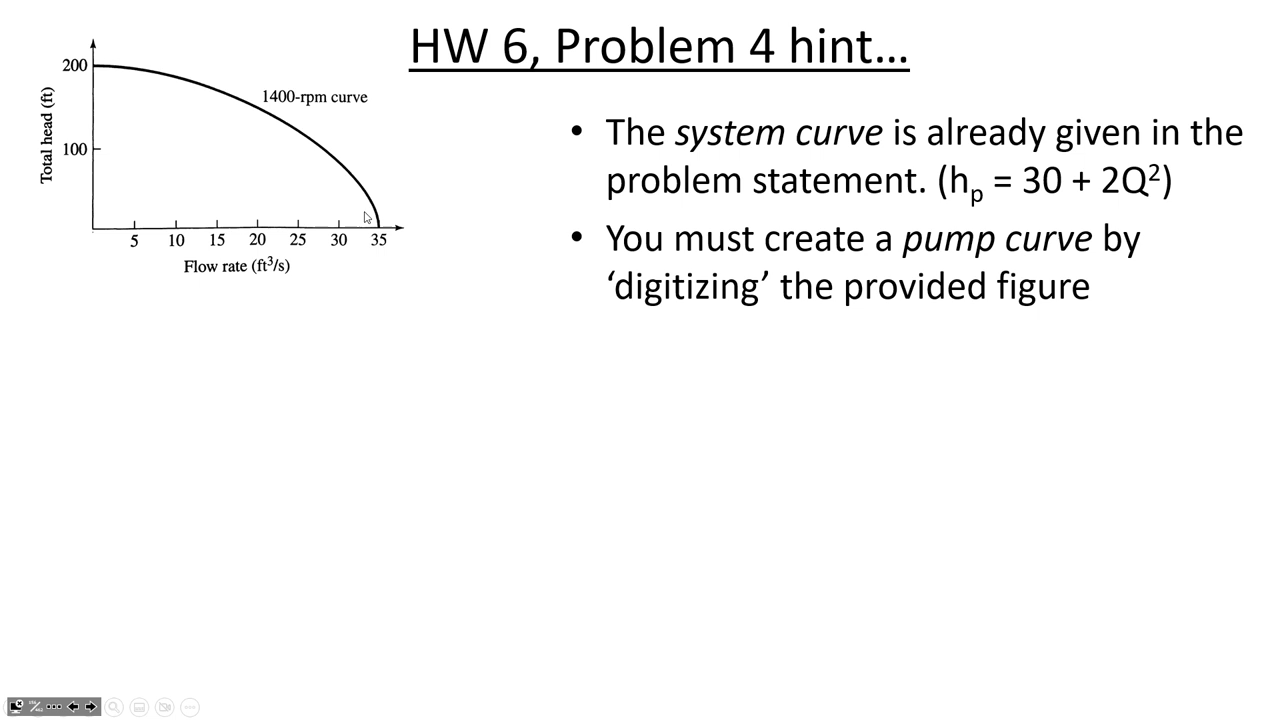 HW 6, Problem 4 hint...
200
1400-rpm curve
Total head (ft)
100
5 10 15 20 25 30 35
Flow rate (ft³/s)
• The system curve is already given in the
problem statement. (hₚ = 30 + 2Q²)
• You must create a pump curve by
‘digitizing’ the provided figure